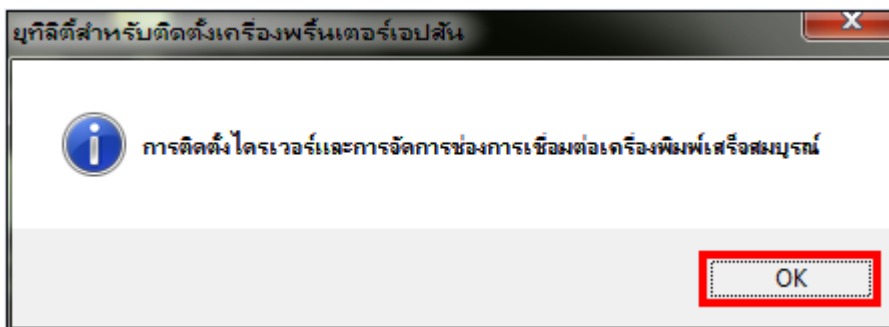 ยูทิลิตี้สำหรับติดตั้งเครื่องพรินเตอร์เอปสัน
การติดตั้งไดรเวอร์และการจัดการช่องการเชื่อมต่อเครื่องพิมพ์เสร็จสมบูรณ์
OK